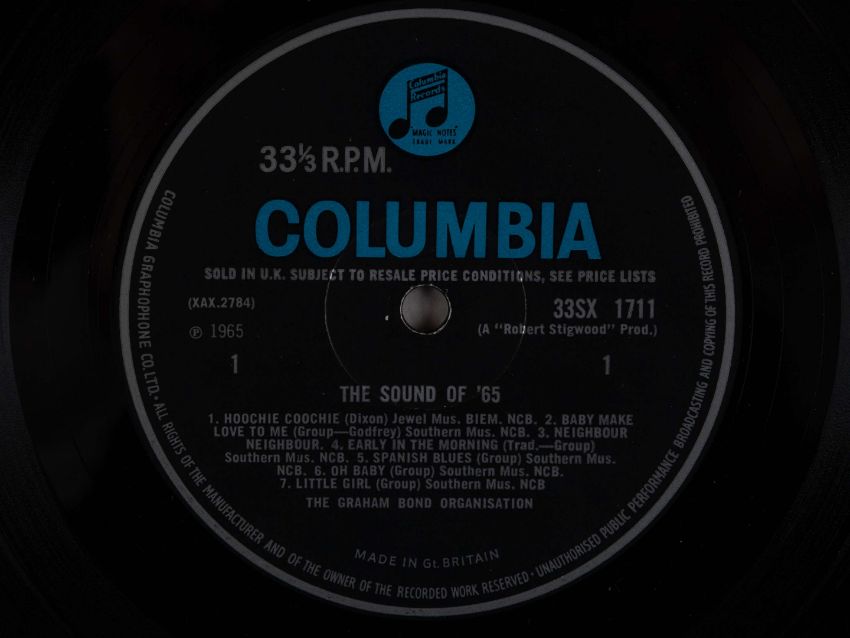 Columbia
Records
"MAGIC NOTES"
TRADE MARK
33⅓ R.P.M.
COLUMBIA
SOLD IN U.K. SUBJECT TO RESALE PRICE CONDITIONS, SEE PRICE LISTS
(XAX.2784)
33SX 1711
℗ 1965
(A "Robert Stigwood" Prod.)
1
1
THE SOUND OF '65
1. HOOCHIE COOCHIE (Dixon) Jewel Mus. BIEM. NCB. 2. BABY MAKE
LOVE TO ME (Group—Godfrey) Southern Mus. NCB. 3. NEIGHBOUR
NEIGHBOUR. 4. EARLY IN THE MORNING (Trad.—Group)
Southern Mus. NCB. 5. SPANISH BLUES (Group) Southern Mus.
NCB. 6. OH BABY (Group) Southern Mus. NCB.
7. LITTLE GIRL (Group) Southern Mus. NCB
THE GRAHAM BOND ORGANISATION
MADE IN Gt. BRITAIN
COLUMBIA GRAPHOPHONE CO. LTD. · ALL RIGHTS OF THE MANUFACTURER AND OF THE OWNER OF THE RECORDED WORK RESERVED · UNAUTHORISED PUBLIC PERFORMANCE BROADCASTING AND COPYING OF THIS RECORD PROHIBITED